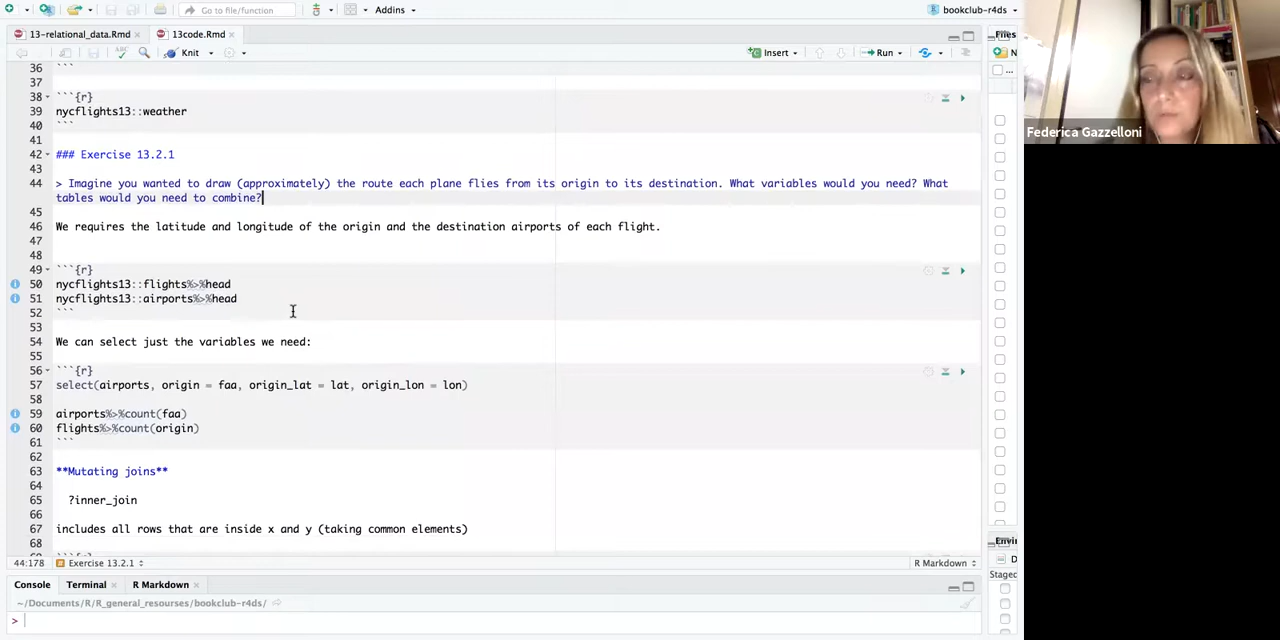 Go to file/function
Addins
bookclub-r4ds
13-relational_data.Rmd
13code.Rmd
Knit
Insert
Run
Files
N
...
36 ```
37
38 ```{r}
39 nycflights13::weather
40 ```
41
42 ### Exercise 13.2.1
43
44 > Imagine you wanted to draw (approximately) the route each plane flies from its origin to its destination. What variables would you need? What
tables would you need to combine?
45
46 We requires the latitude and longitude of the origin and the destination airports of each flight.
47
48
49 ```{r}
50 nycflights13::flights%>%head
51 nycflights13::airports%>%head
52 ```
53
54 We can select just the variables we need:
55
56 ```{r}
57 select(airports, origin = faa, origin_lat = lat, origin_lon = lon)
58
59 airports%>%count(faa)
60 flights%>%count(origin)
61 ```
62
63 **Mutating joins**
64
65 ?inner_join
66
67 includes all rows that are inside x and y (taking common elements)
68
44:178 Exercise 13.2.1
R Markdown
Console
Terminal
R Markdown
~/Documents/R/R_general_resourses/bookclub-r4ds/
>
Envir
D
Staged
Federica Gazzelloni